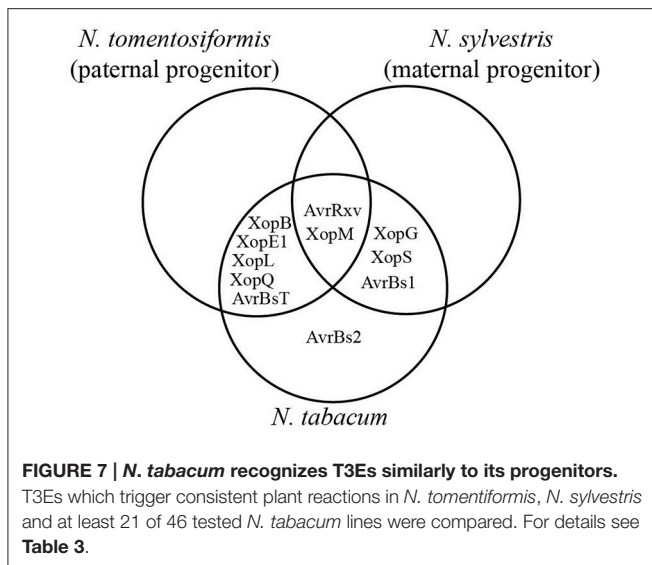 N. tomentosiformis
(paternal progenitor)
N. sylvestris
(maternal progenitor)
XopB
XopE1
XopL
XopQ
AvrBsT
AvrRxv
XopM
XopG
XopS
AvrBs1
AvrBs2
N. tabacum
FIGURE 7 | N. tabacum recognizes T3Es similarly to its progenitors.
T3Es which trigger consistent plant reactions in N. tomentiformis, N. sylvestris
and at least 21 of 46 tested N. tabacum lines were compared. For details see
Table 3.